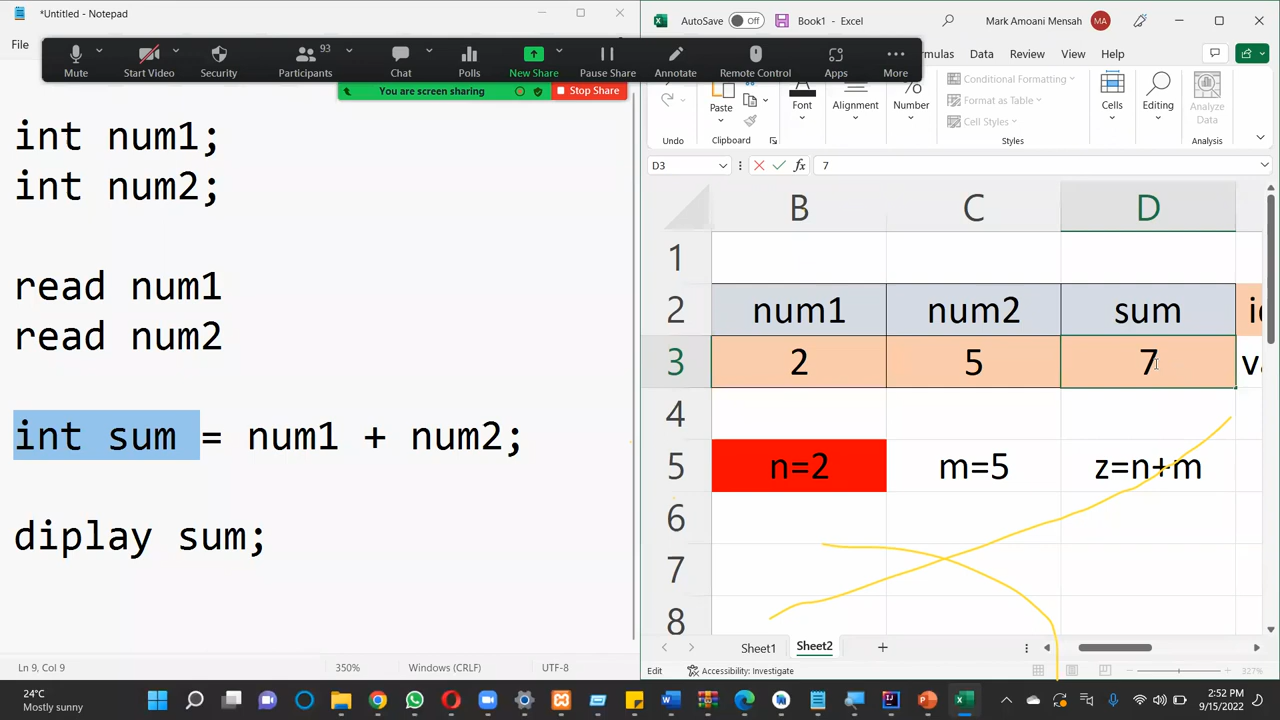 *Untitled - Notepad
File
int num1;
int num2;
read num1
read num2
int sum = num1 + num2;
diplay sum;
Ln 9, Col 9
350%
Windows (CRLF)
UTF-8
Mute
Start Video
Security
93
Participants
Chat
Polls
New Share
Pause Share
Annotate
Remote Control
Apps
More
You are screen sharing
Stop Share
AutoSave
Off
Book1 - Excel
Mark Amoani Mensah
MA
Data
Review
View
Help
Paste
Font
Alignment
Number
Conditional Formatting
Format as Table
Cell Styles
Cells
Editing
Analyze
Data
Undo
Clipboard
Styles
Analysis
D3
fx
7
B C D
1
2 num1 num2 sum
3 2 5 7
4
5 n=2 m=5 z=n+m
6
7
8
Sheet1
Sheet2
Edit
Accessibility: Investigate
327%
24°C
Mostly sunny
2:52 PM
9/15/2022